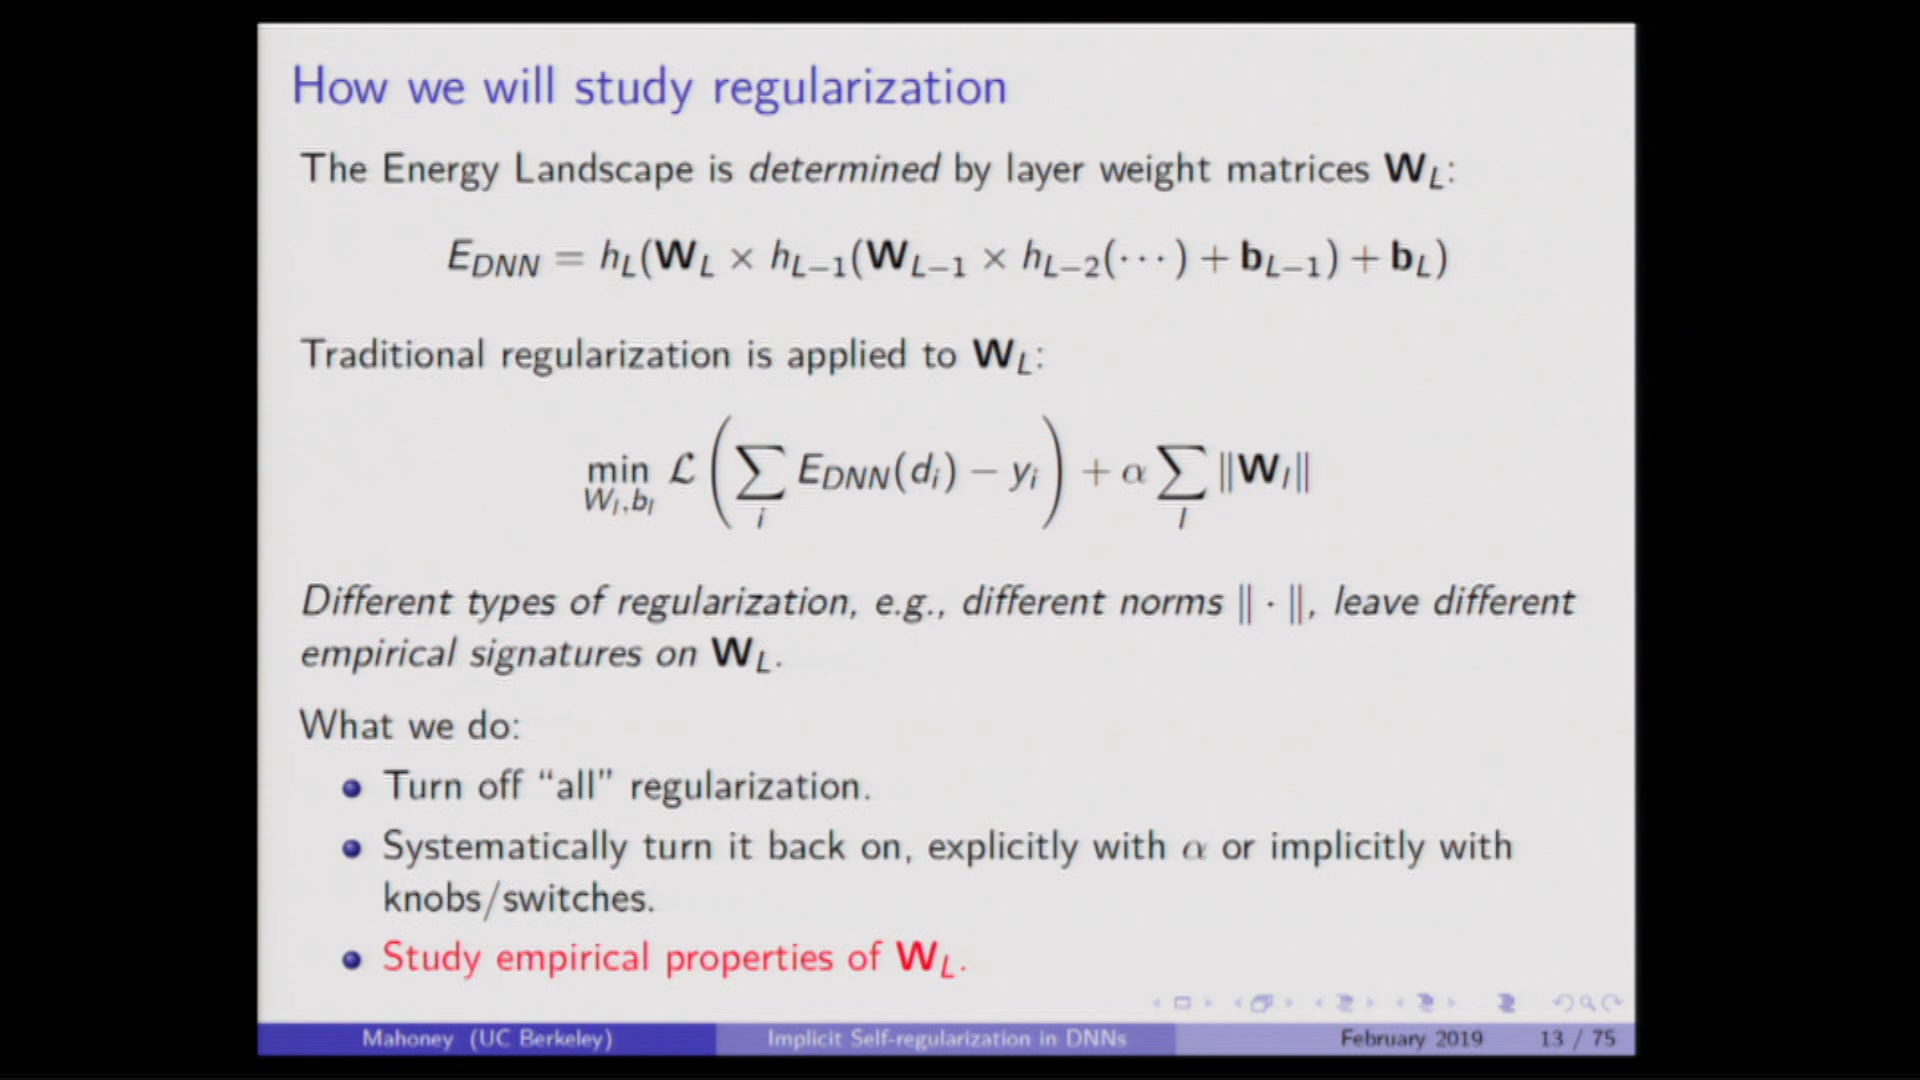 How we will study regularization
The Energy Landscape is determined by layer weight matrices W_L:
E_DNN = h_L(W_L × h_{L−1}(W_{L−1} × h_{L−2}(···) + b_{L−1}) + b_L)
Traditional regularization is applied to W_L:
min_{W_l,b_l} ℒ (∑_i E_DNN(d_i) − y_i) + α ∑_l ‖W_l‖
Different types of regularization, e.g., different norms ‖ · ‖, leave different
empirical signatures on W_L.
What we do:
Turn off “all” regularization.
Systematically turn it back on, explicitly with α or implicitly with
knobs/switches.
Study empirical properties of W_L.
Mahoney (UC Berkeley) Implicit Self-regularization in DNNs February 2019 13 / 75